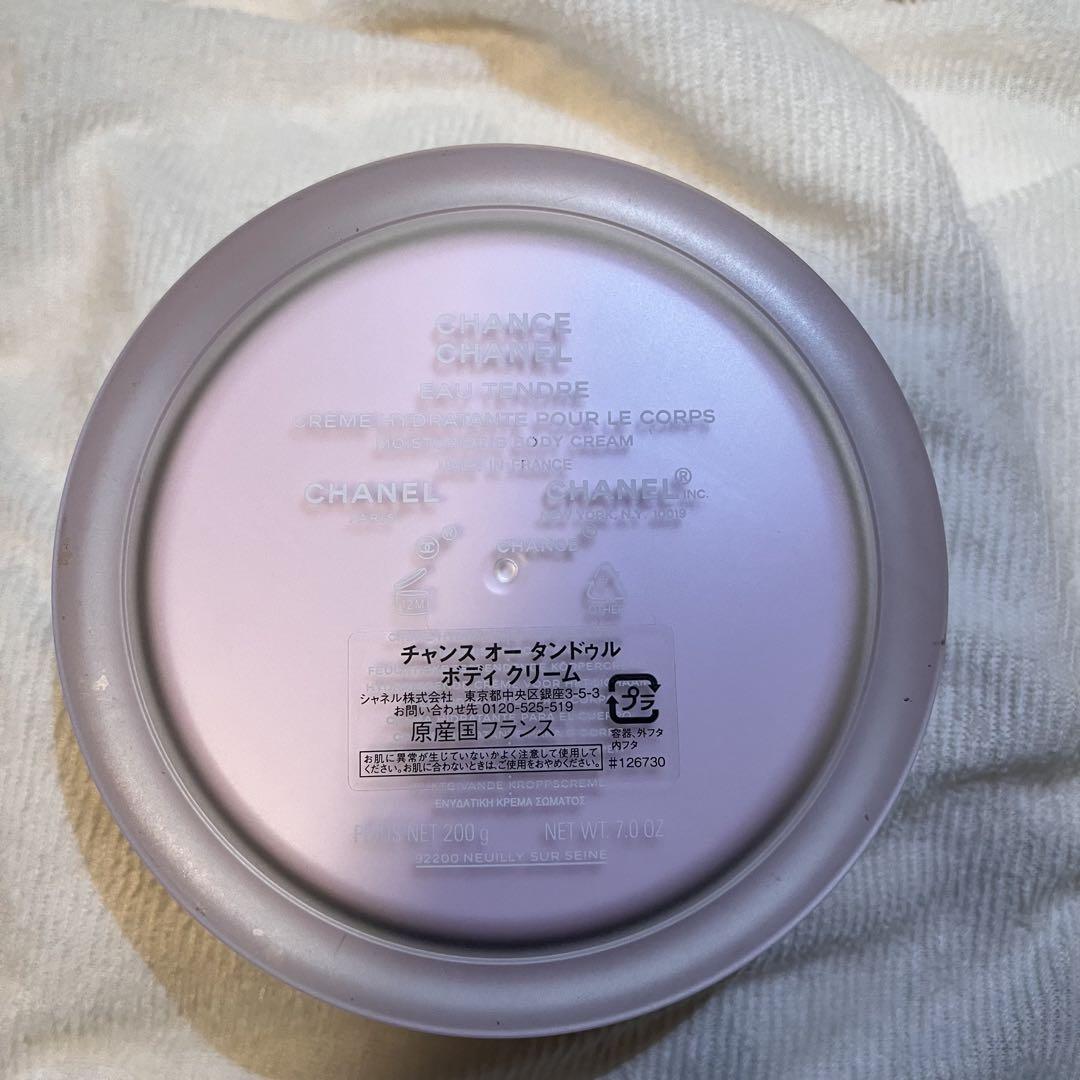 CHANCE
CHANEL
EAU TENDRE
CRÈME HYDRATANTE POUR LE CORPS
BODY CREAM
MADE IN FRANCE
CHANEL
PARIS
CHANEL® INC.
NEW YORK, N.Y. 10019
®
CHANCE®
12M
OTHER
チャンス オー タンドゥル
ボディ クリーム
シャネル株式会社 東京都中央区銀座3-5-3
お問い合わせ先 0120-525-519
原産国フランス
プラ
容器、外フタ
内フタ
お肌に異常が生じていないかよく注意して使用して
ください。お肌に合わないときは、ご使用をおやめください。
#126730
KROPPSCREME
ΕΝΥΔΑΤΙΚΗ ΚΡΕΜΑ ΣΩΜΑΤΟΣ
POIDS NET 200 g NET WT. 7.0 OZ
92200 NEUILLY SUR SEINE